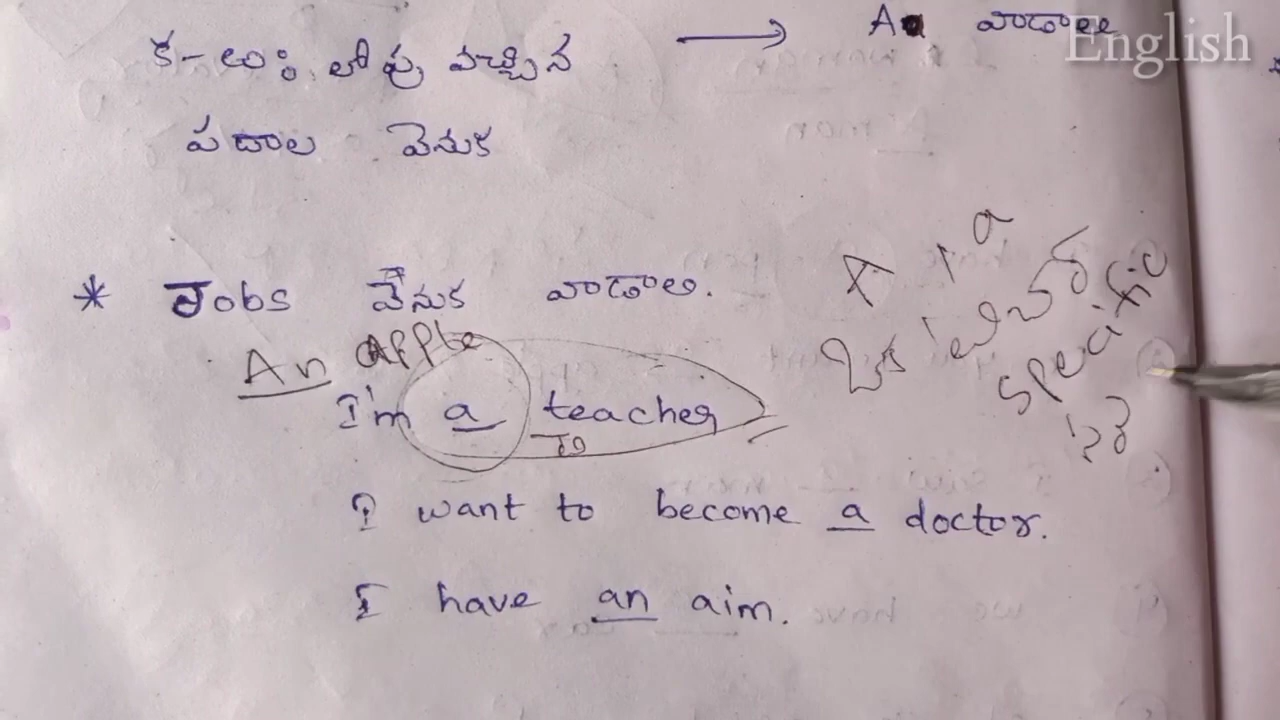 English
A వాడాలి
క-అః లోపు వచ్చిన
పదాల వెనుక
* Jobs వెనుక వాడాలి.
An apple
I'm a teacher
I want to become a doctor.
I have an aim.
a
specific